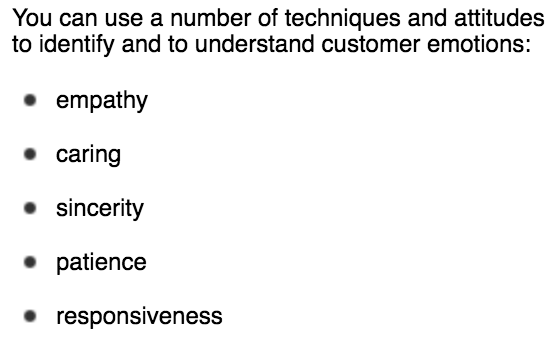 You can use a number of techniques and attitudes
to identify and to understand customer emotions:
• empathy
• caring
• sincerity
• patience
• responsiveness